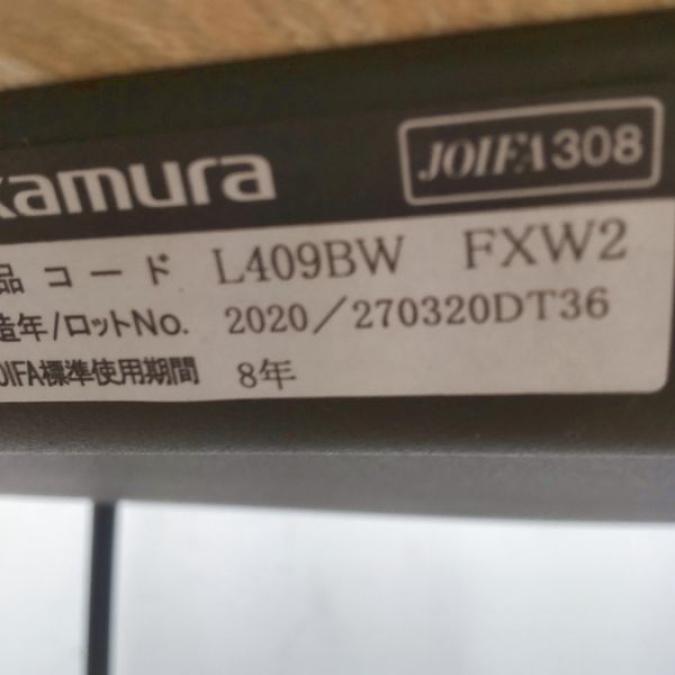 kamura
JOIFA308
品コード L409BW FXW2
造年/ロットNo. 2020/270320DT36
OIFA標準使用期間 8年